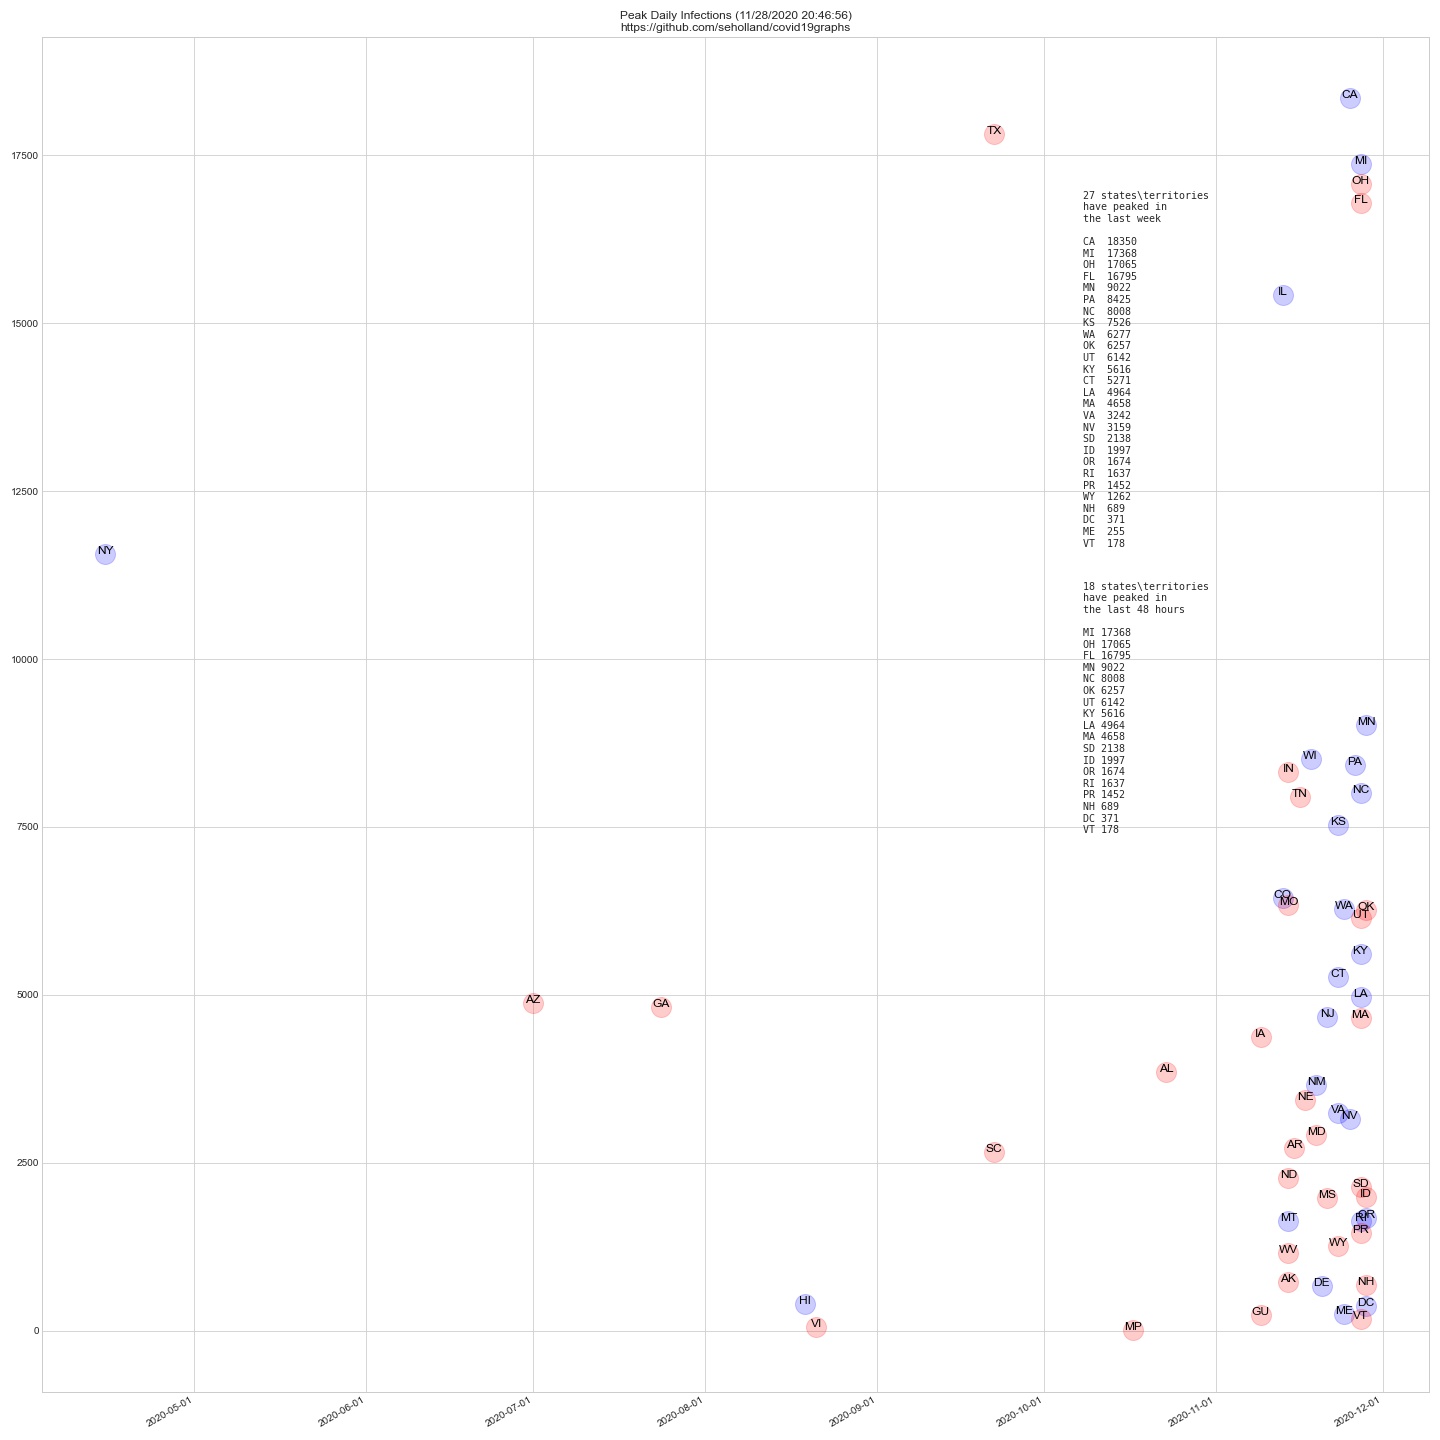 Peak Daily Infections (11/28/2020 20:46:56)
https://github.com/seholland/covid19graphs
CA
TX
17500
MI
OH
FL
27 states\territories
have peaked in
the last week
CA 18350
MI 17368
OH 17065
FL 16795
MN 9022
PA 8425
NC 8008
KS 7526
WA 6277
OK 6257
UT 6142
KY 5616
CT 5271
LA 4964
MA 4658
VA 3242
NV 3159
SD 2138
ID 1997
OR 1674
RI 1637
PR 1452
WY 1262
NH 689
DC 371
ME 255
VT 178
IL
15000
12500
NY
18 states\territories
have peaked in
the last 48 hours
MI 17368
OH 17065
FL 16795
MN 9022
NC 8008
OK 6257
UT 6142
KY 5616
LA 4964
MA 4658
SD 2138
ID 1997
OR 1674
RI 1637
PR 1452
NH 689
DC 371
VT 178
10000
MN
WI
PA
IN
NC
TN
KS
7500
CO
MO
WA
OK
UT
KY
CT
5000
AZ
GA
LA
NJ
MA
IA
AL
NM
NE
VA
NV
MD
AR
SC
2500
ND
SD
MS
ID
MT
RI
OR
PR
WY
WV
AK
DE
NH
HI
DC
GU
ME
VT
VI
MP
0
2020-05-01
2020-06-01
2020-07-01
2020-08-01
2020-09-01
2020-10-01
2020-11-01
2020-12-01